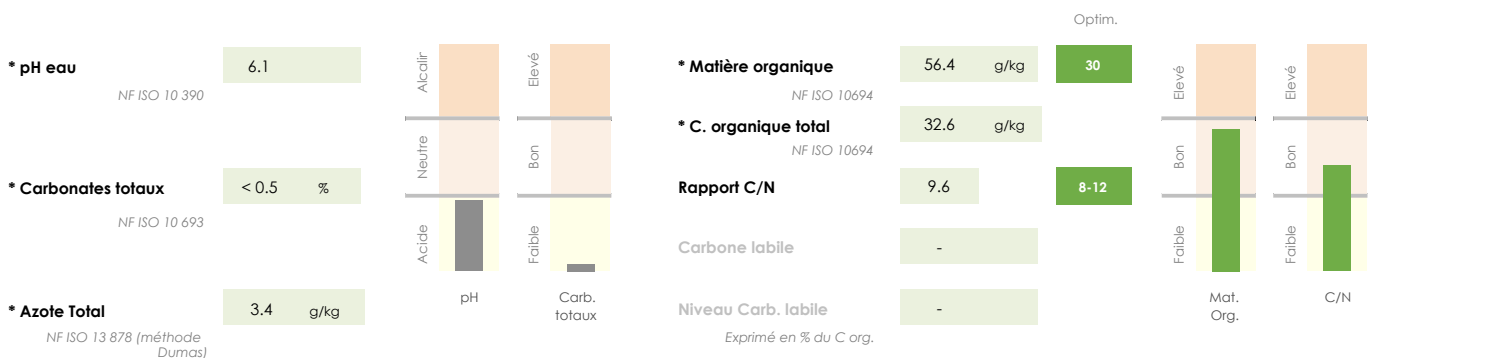 Optim.
* pH eau 6.1
NF ISO 10 390
* Carbonates totaux < 0.5 %
NF ISO 10 693
* Azote Total 3.4 g/kg
NF ISO 13 878 (méthode
Dumas)
Alcalir
Neutre
Acide
pH
Elevé
Bon
Faible
Carb.
totaux
* Matière organique 56.4 g/kg 30
NF ISO 10694
* C. organique total 32.6 g/kg
NF ISO 10694
Rapport C/N 9.6 8-12
Carbone labile -
Niveau Carb. labile -
Exprimé en % du C org.
Elevé
Bon
Faible
Mat.
Org.
Elevé
Bon
Faible
C/N